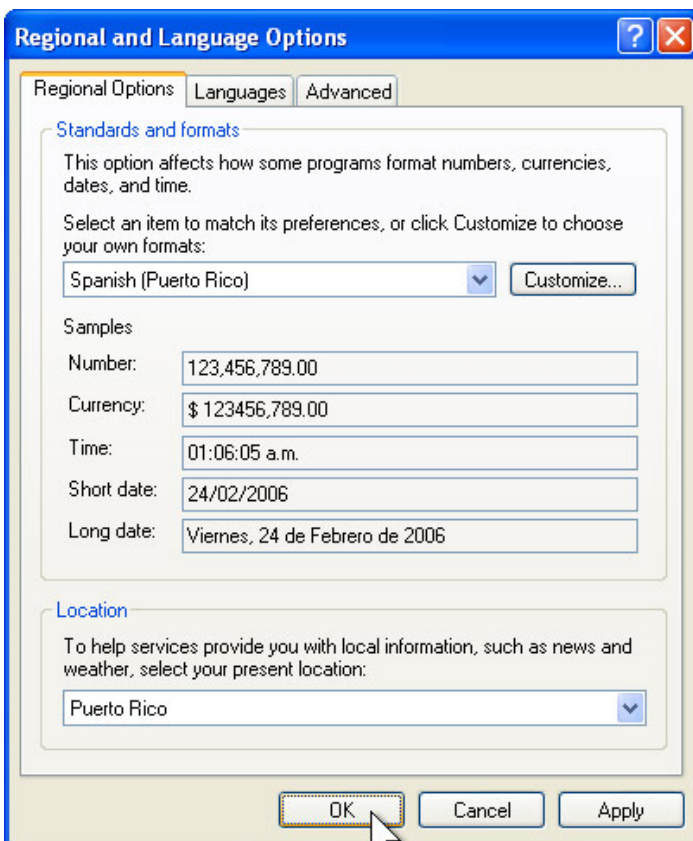 Regional and Language Options
Regional Options Languages Advanced
Standards and formats
This option affects how some programs format numbers, currencies,
dates, and time.
Select an item to match its preferences, or click Customize to choose
your own formats:
Spanish (Puerto Rico) Customize...
Samples
Number: 123,456,789.00
Currency: $ 123456,789.00
Time: 01:06:05 a.m.
Short date: 24/02/2006
Long date: Viernes, 24 de Febrero de 2006
Location
To help services provide you with local information, such as news and
weather, select your present location:
Puerto Rico
OK Cancel Apply